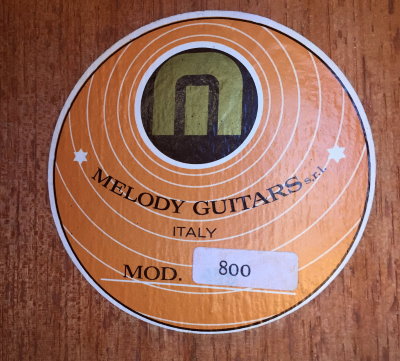 MELODY GUITARS s.r.l.
ITALY
MOD. 800